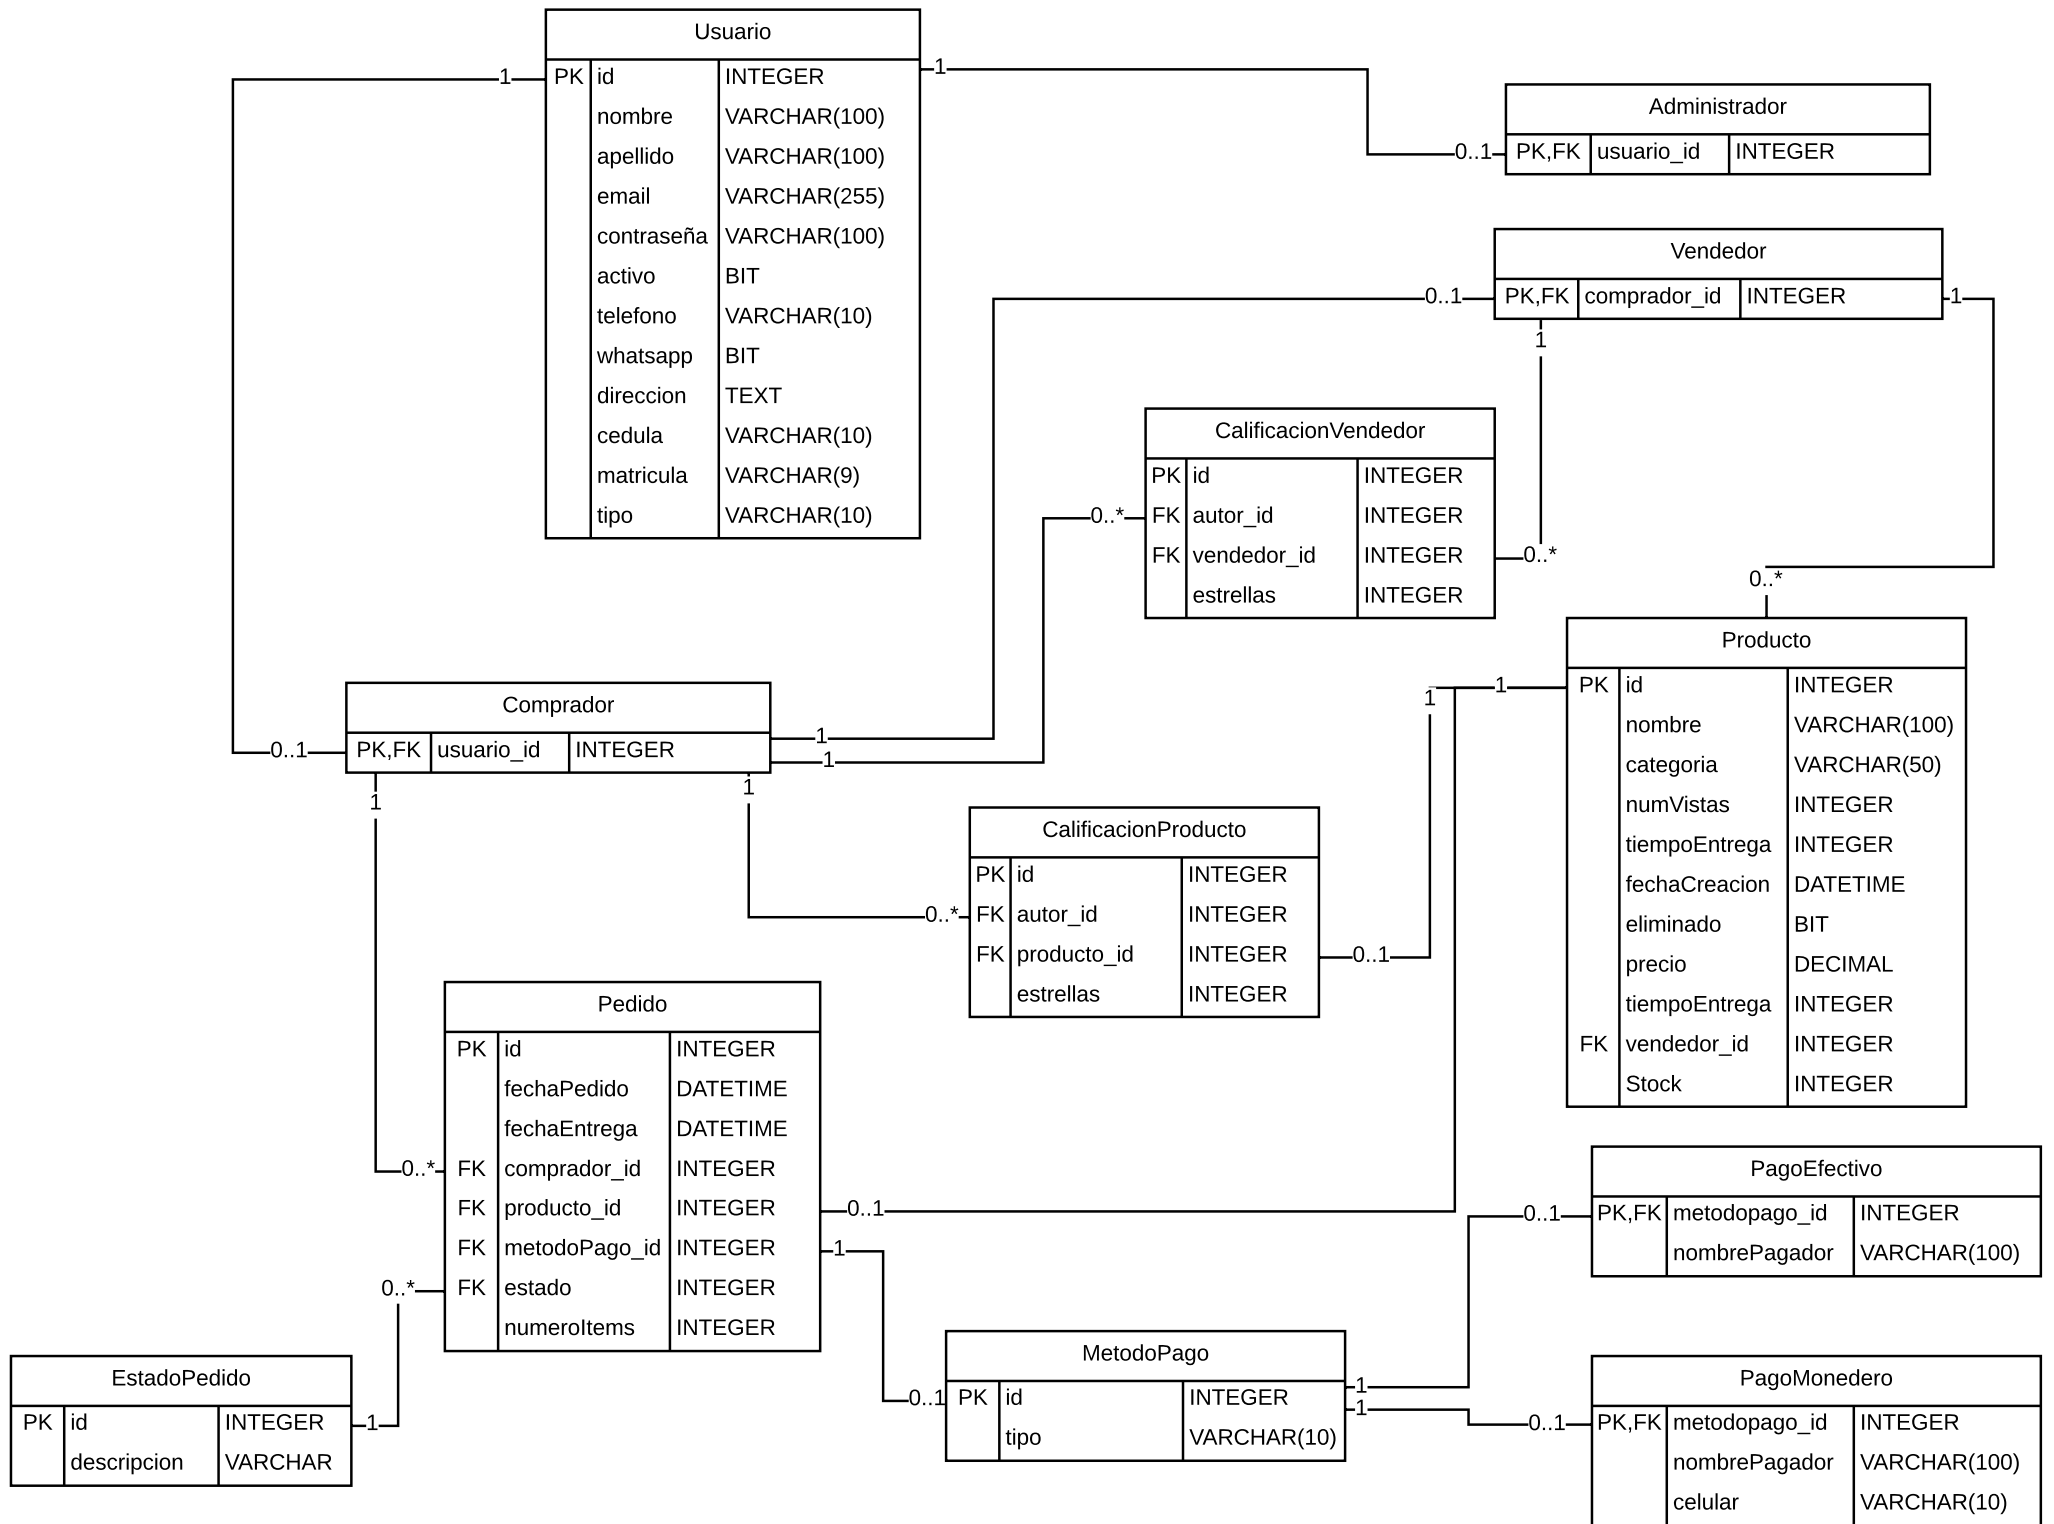 Usuario
PK id INTEGER
nombre VARCHAR(100)
apellido VARCHAR(100)
email VARCHAR(255)
contraseña VARCHAR(100)
activo BIT
telefono VARCHAR(10)
whatsapp BIT
direccion TEXT
cedula VARCHAR(10)
matricula VARCHAR(9)
tipo VARCHAR(10)
1
1
Administrador
0..1 PK,FK usuario_id INTEGER
Vendedor
0..1 PK,FK comprador_id INTEGER 1
1
CalificacionVendedor
PK id INTEGER
0..* FK autor_id INTEGER
FK vendedor_id INTEGER 0..*
estrellas INTEGER
0..*
Producto
PK id INTEGER
nombre VARCHAR(100)
categoria VARCHAR(50)
numVistas INTEGER
tiempoEntrega INTEGER
fechaCreacion DATETIME
eliminado BIT
precio DECIMAL
tiempoEntrega INTEGER
FK vendedor_id INTEGER
Stock INTEGER
1
1
Comprador
0..1 PK,FK usuario_id INTEGER
1
1
1
1
CalificacionProducto
PK id INTEGER
0..* FK autor_id INTEGER
FK producto_id INTEGER 0..1
estrellas INTEGER
Pedido
PK id INTEGER
fechaPedido DATETIME
fechaEntrega DATETIME
0..* FK comprador_id INTEGER
FK producto_id INTEGER 0..1
FK metodoPago_id INTEGER 1
0..* FK estado INTEGER
numeroItems INTEGER
PagoEfectivo
0..1 PK,FK metodopago_id INTEGER
nombrePagador VARCHAR(100)
EstadoPedido
PK id INTEGER 1
descripcion VARCHAR
MetodoPago
0..1 PK id INTEGER 1
tipo VARCHAR(10) 1
PagoMonedero
0..1 PK,FK metodopago_id INTEGER
nombrePagador VARCHAR(100)
celular VARCHAR(10)